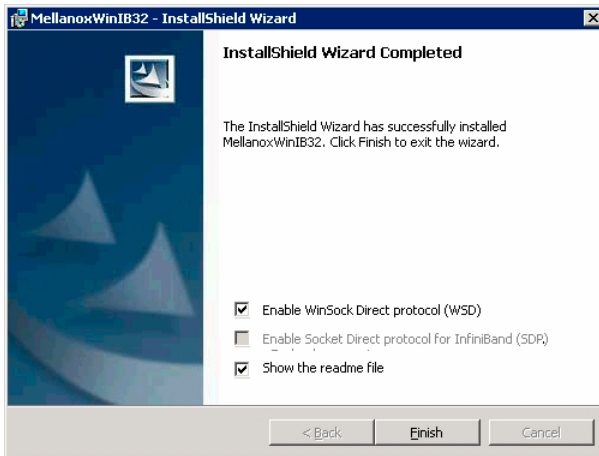 MellanoxWinIB32 - InstallShield Wizard
InstallShield Wizard Completed
The InstallShield Wizard has successfully installed
MellanoxWinIB32. Click Finish to exit the wizard.
Enable WinSock Direct protocol (WSD)
Enable Socket Direct protocol for InfiniBand (SDP)
Show the readme file
< Back
Finish
Cancel